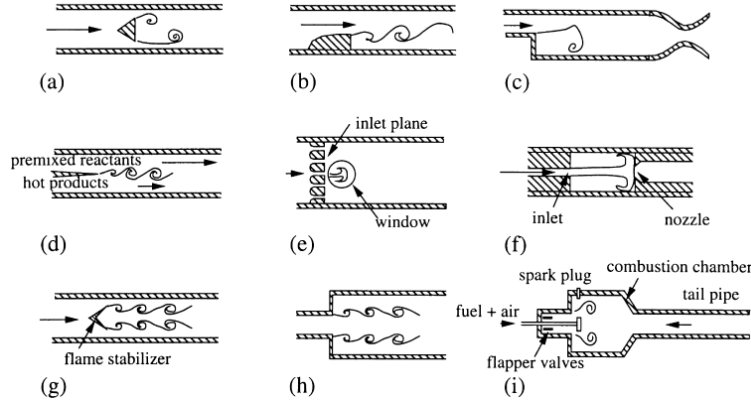 (a)
(b)
(c)
premixed reactants
hot products
(d)
inlet plane
window
(e)
inlet
nozzle
(f)
flame stabilizer
(g)
(h)
spark plug
combustion chamber
tail pipe
fuel + air
flapper valves
(i)